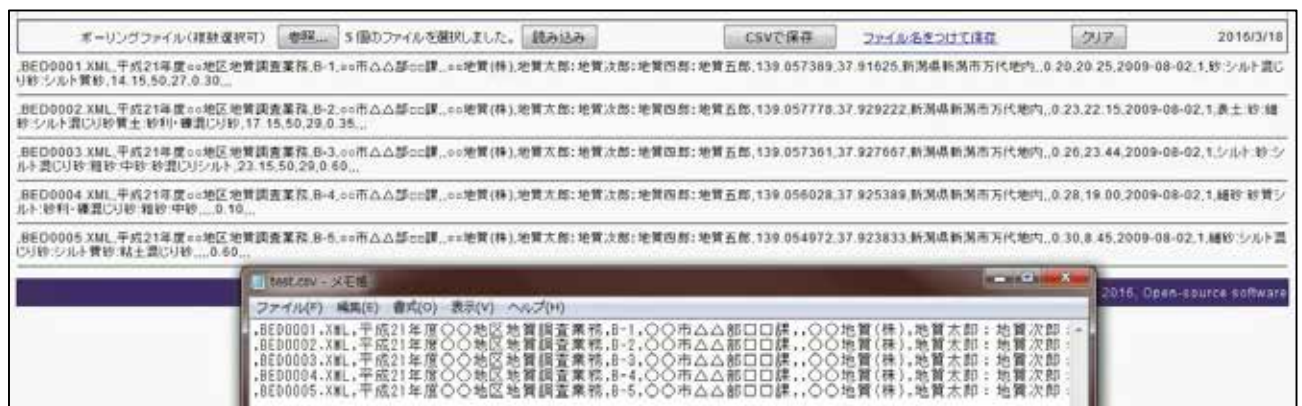 ボーリングファイル(複数選択可) 参照... 5 個のファイルを選択しました。 読み込み CSVで保存 ファイル名をつけて保存 クリア 2016/3/18
,BED0001.XML,平成21年度○○地区地質調査業務,B-1,○○市△△部□□課,,○○地質(株),地質太郎:地質次郎:地質四郎:地質五郎,139.057389,37.91625,新潟県新潟市万代地内,,0.20,20.25,2009-08-02,1,砂:シルト混じ
り砂:シルト質砂,14.15,50,27,0.30,,,
,BED0002.XML,平成21年度○○地区地質調査業務,B-2,○○市△△部□□課,,○○地質(株),地質太郎:地質次郎:地質四郎:地質五郎,139.057778,37.929222,新潟県新潟市万代地内,,0.23,22.15,2009-08-02,1,表土:砂:細
砂:シルト混じり砂質土:砂利・礫混じり砂,17.15,50,29,0.35,,,
,BED0003.XML,平成21年度○○地区地質調査業務,B-3,○○市△△部□□課,,○○地質(株),地質太郎:地質次郎:地質四郎:地質五郎,139.057361,37.927667,新潟県新潟市万代地内,,0.26,23.44,2009-08-02,1,シルト:砂:シ
ルト混じり砂:粗砂:中砂:砂混じりシルト,23.15,50,29,0.60,,,
,BED0004.XML,平成21年度○○地区地質調査業務,B-4,○○市△△部□□課,,○○地質(株),地質太郎:地質次郎:地質四郎:地質五郎,139.056028,37.925389,新潟県新潟市万代地内,,0.28,19.00,2009-08-02,1,細砂:砂質シ
ルト:砂利・礫混じり砂:粗砂:中砂,,,,0.10,,,
,BED0005.XML,平成21年度○○地区地質調査業務,B-5,○○市△△部□□課,,○○地質(株),地質太郎:地質次郎:地質四郎:地質五郎,139.054972,37.923833,新潟県新潟市万代地内,,0.30,8.45,2009-08-02,1,細砂:シルト混
じり砂:シルト質砂:粘土混じり砂,,,,0.60,,,
2016, Open-source software
test.csv - メモ帳
ファイル(F) 編集(E) 書式(O) 表示(V) ヘルプ(H)
,BED0001.XML,平成21年度○○地区地質調査業務,B-1,○○市△△部□□課,,○○地質(株),地質太郎:地質次郎:
,BED0002.XML,平成21年度○○地区地質調査業務,B-2,○○市△△部□□課,,○○地質(株),地質太郎:地質次郎:
,BED0003.XML,平成21年度○○地区地質調査業務,B-3,○○市△△部□□課,,○○地質(株),地質太郎:地質次郎:
,BED0004.XML,平成21年度○○地区地質調査業務,B-4,○○市△△部□□課,,○○地質(株),地質太郎:地質次郎:
,BED0005.XML,平成21年度○○地区地質調査業務,B-5,○○市△△部□□課,,○○地質(株),地質太郎:地質次郎: